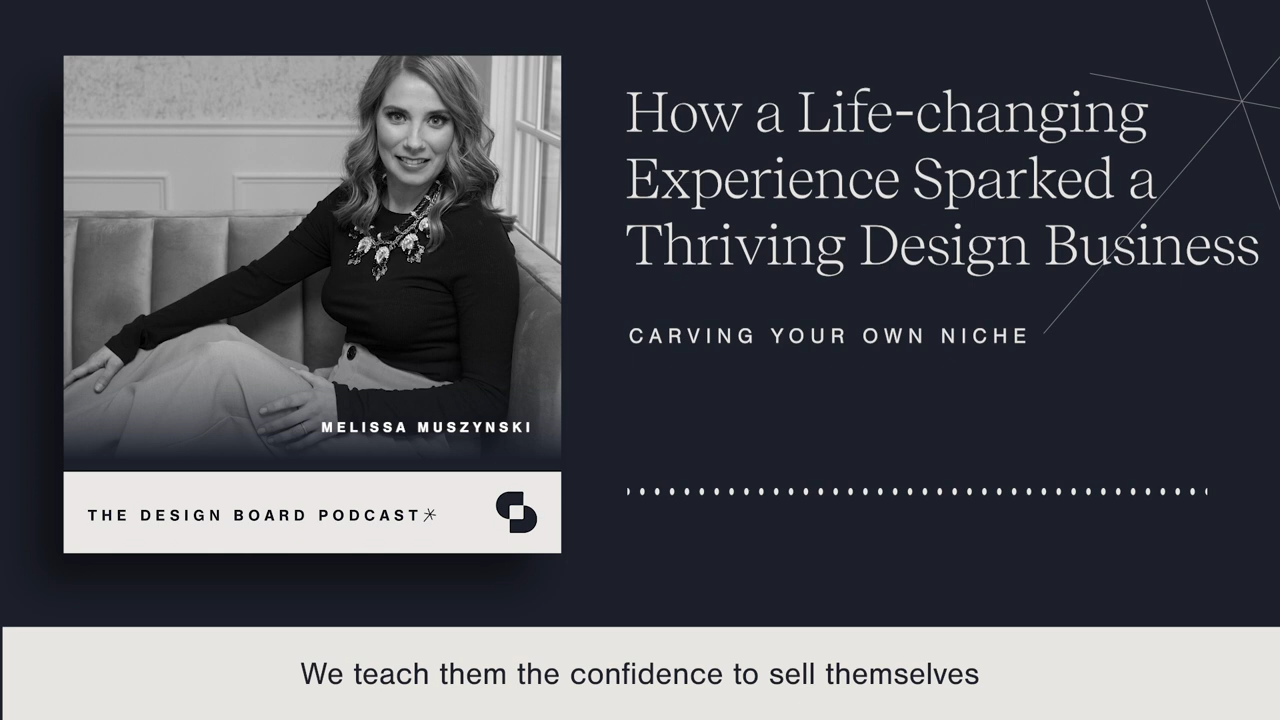 How a Life-changing
Experience Sparked a
Thriving Design Business
CARVING YOUR OWN NICHE
MELISSA MUSZYNSKI
THE DESIGN BOARD PODCAST
We teach them the confidence to sell themselves